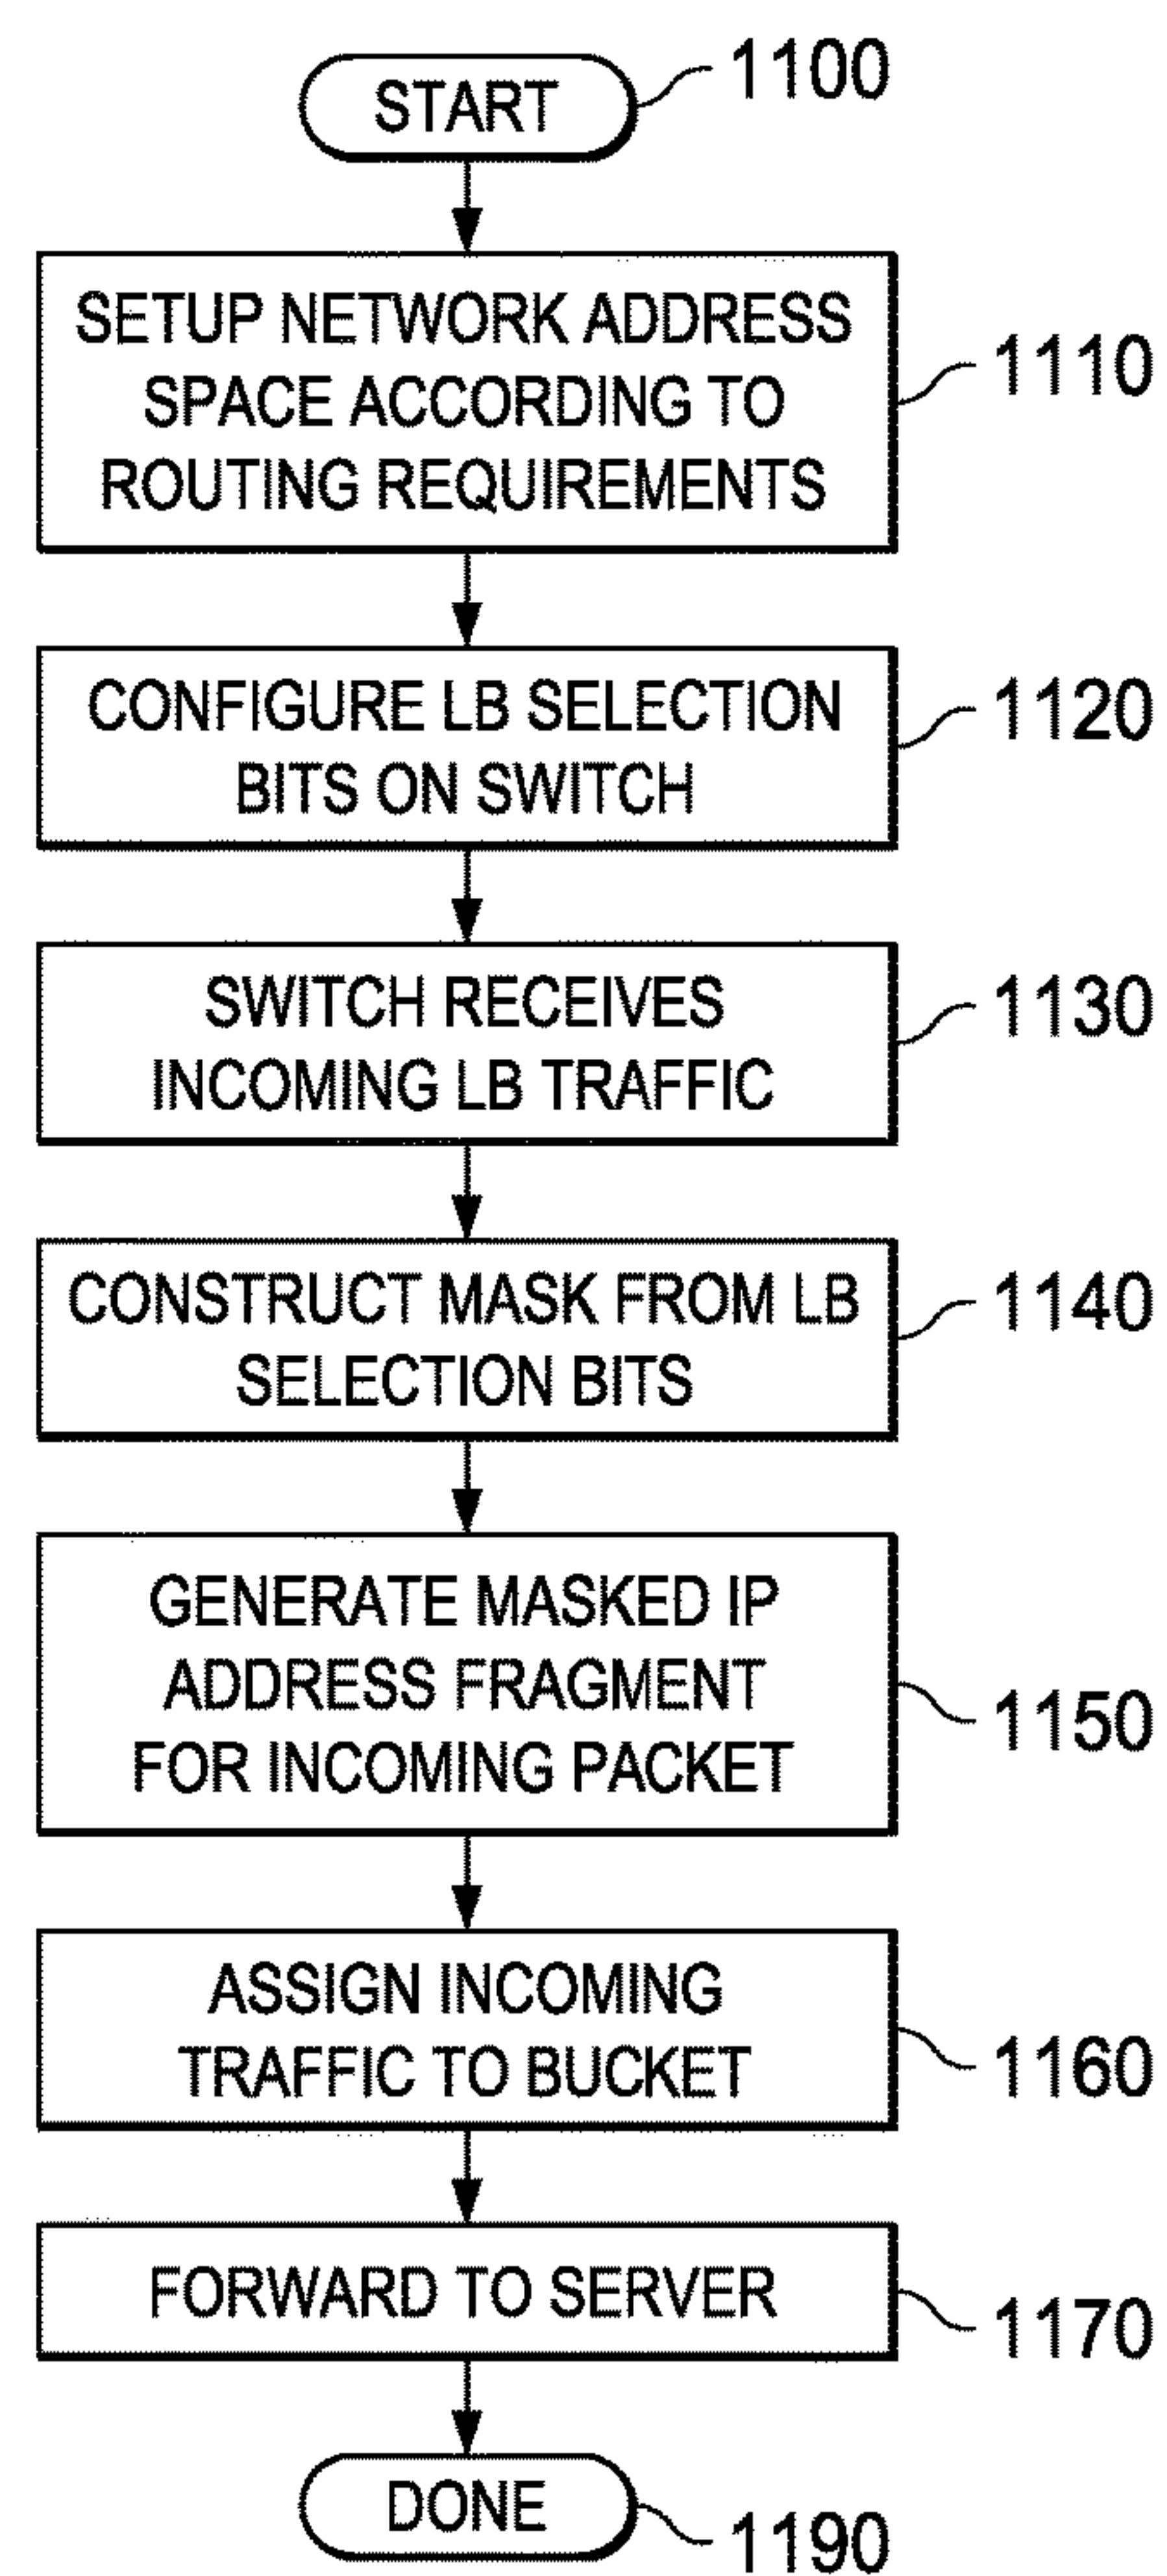 START
1100
SETUP NETWORK ADDRESS
SPACE ACCORDING TO
ROUTING REQUIREMENTS
1110
CONFIGURE LB SELECTION
BITS ON SWITCH
1120
SWITCH RECEIVES
INCOMING LB TRAFFIC
1130
CONSTRUCT MASK FROM LB
SELECTION BITS
1140
GENERATE MASKED IP
ADDRESS FRAGMENT
FOR INCOMING PACKET
1150
ASSIGN INCOMING
TRAFFIC TO BUCKET
1160
FORWARD TO SERVER
1170
DONE
1190